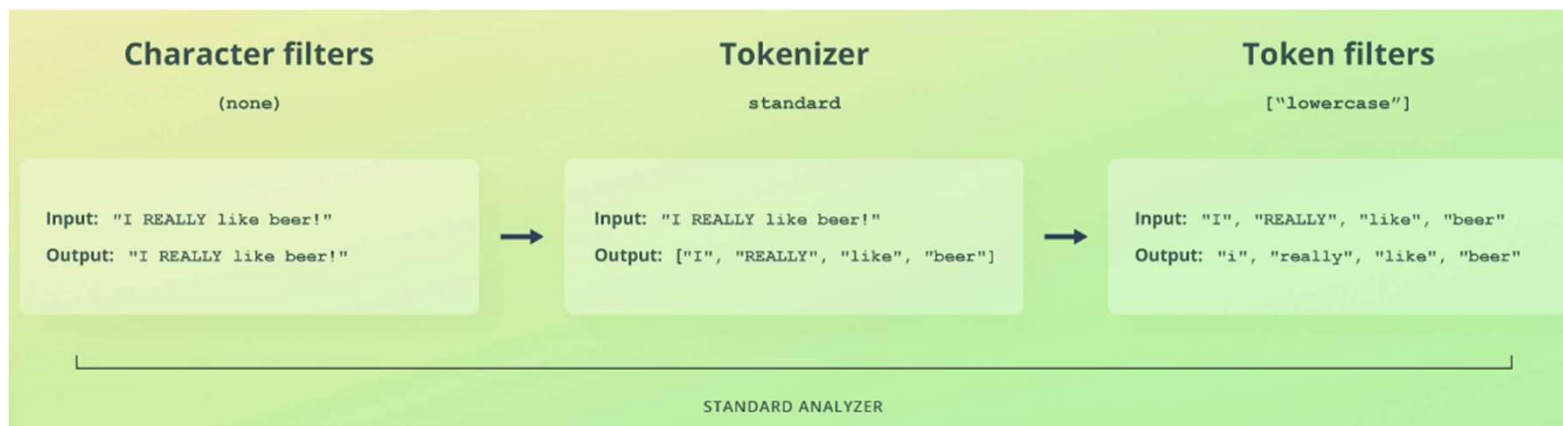 Character filters
(none)
Input: "I REALLY like beer!"
Output: "I REALLY like beer!"
Tokenizer
standard
Input: "I REALLY like beer!"
Output: ["I", "REALLY", "like", "beer"]
Token filters
[“lowercase”]
Input: "I", "REALLY", "like", "beer"
Output: "i", "really", "like", "beer"
STANDARD ANALYZER